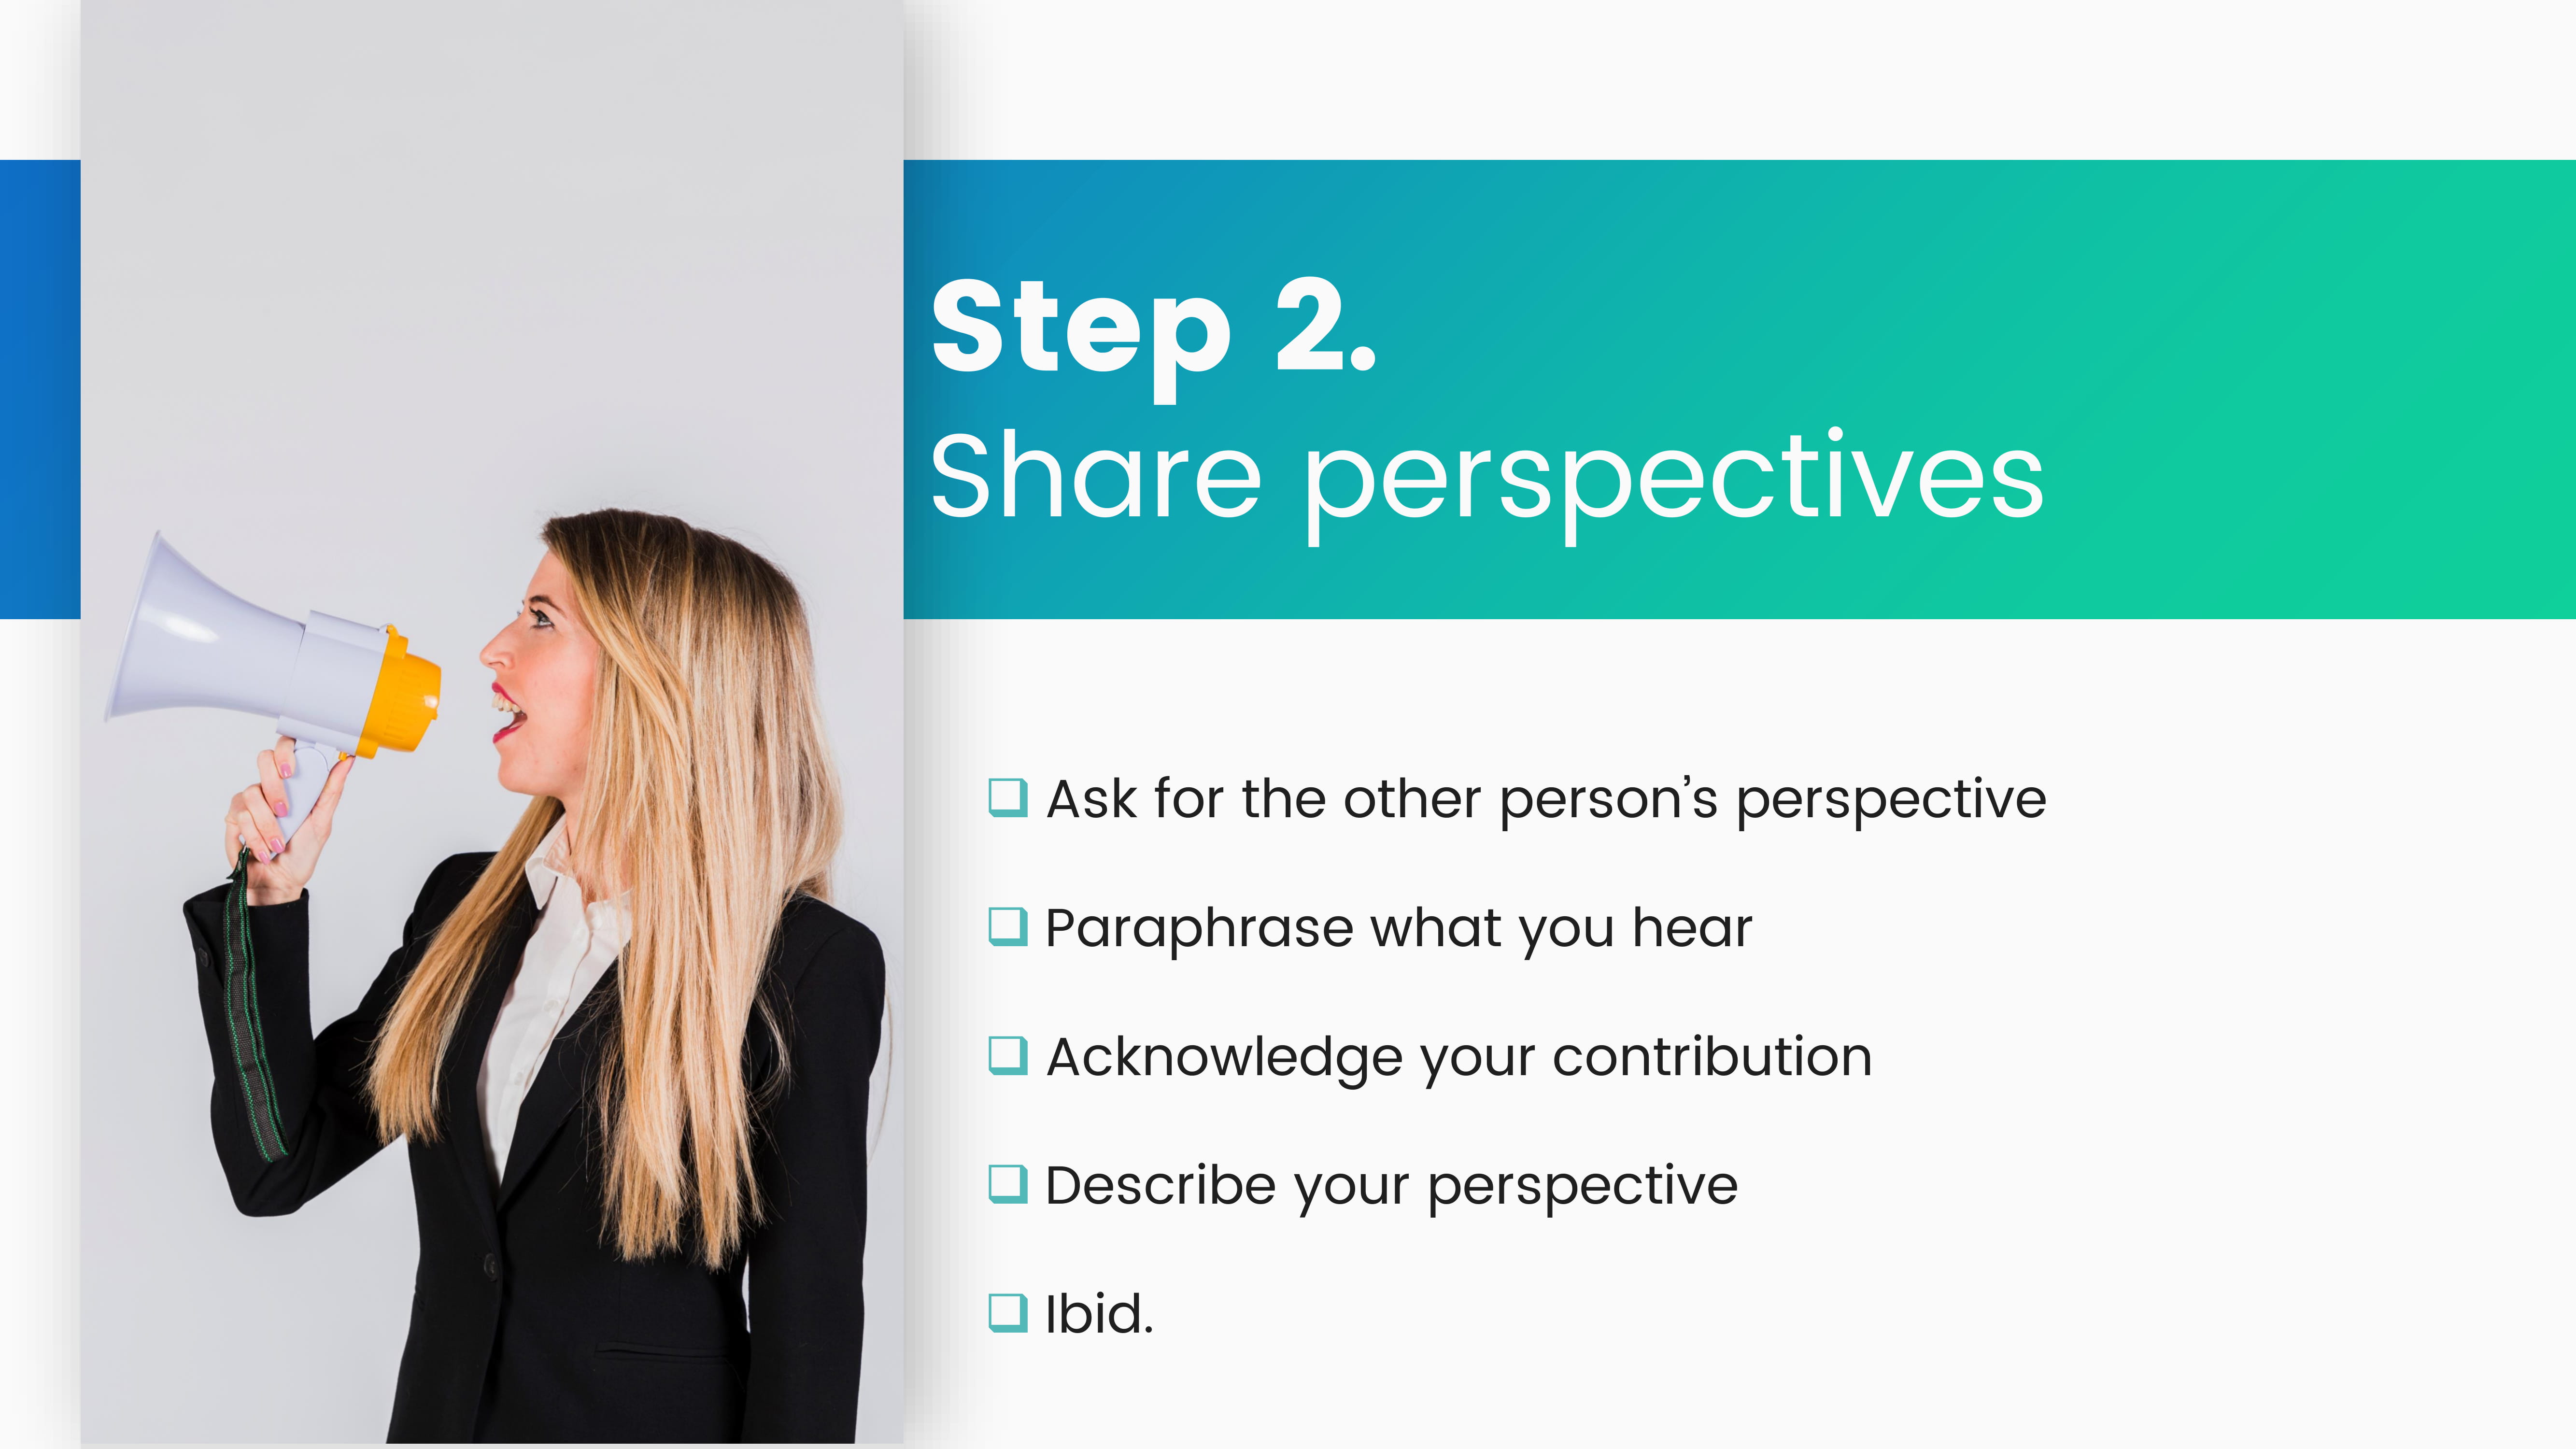 Step 2.
Share perspectives
Ask for the other person’s perspective
Paraphrase what you hear
Acknowledge your contribution
Describe your perspective
Ibid.